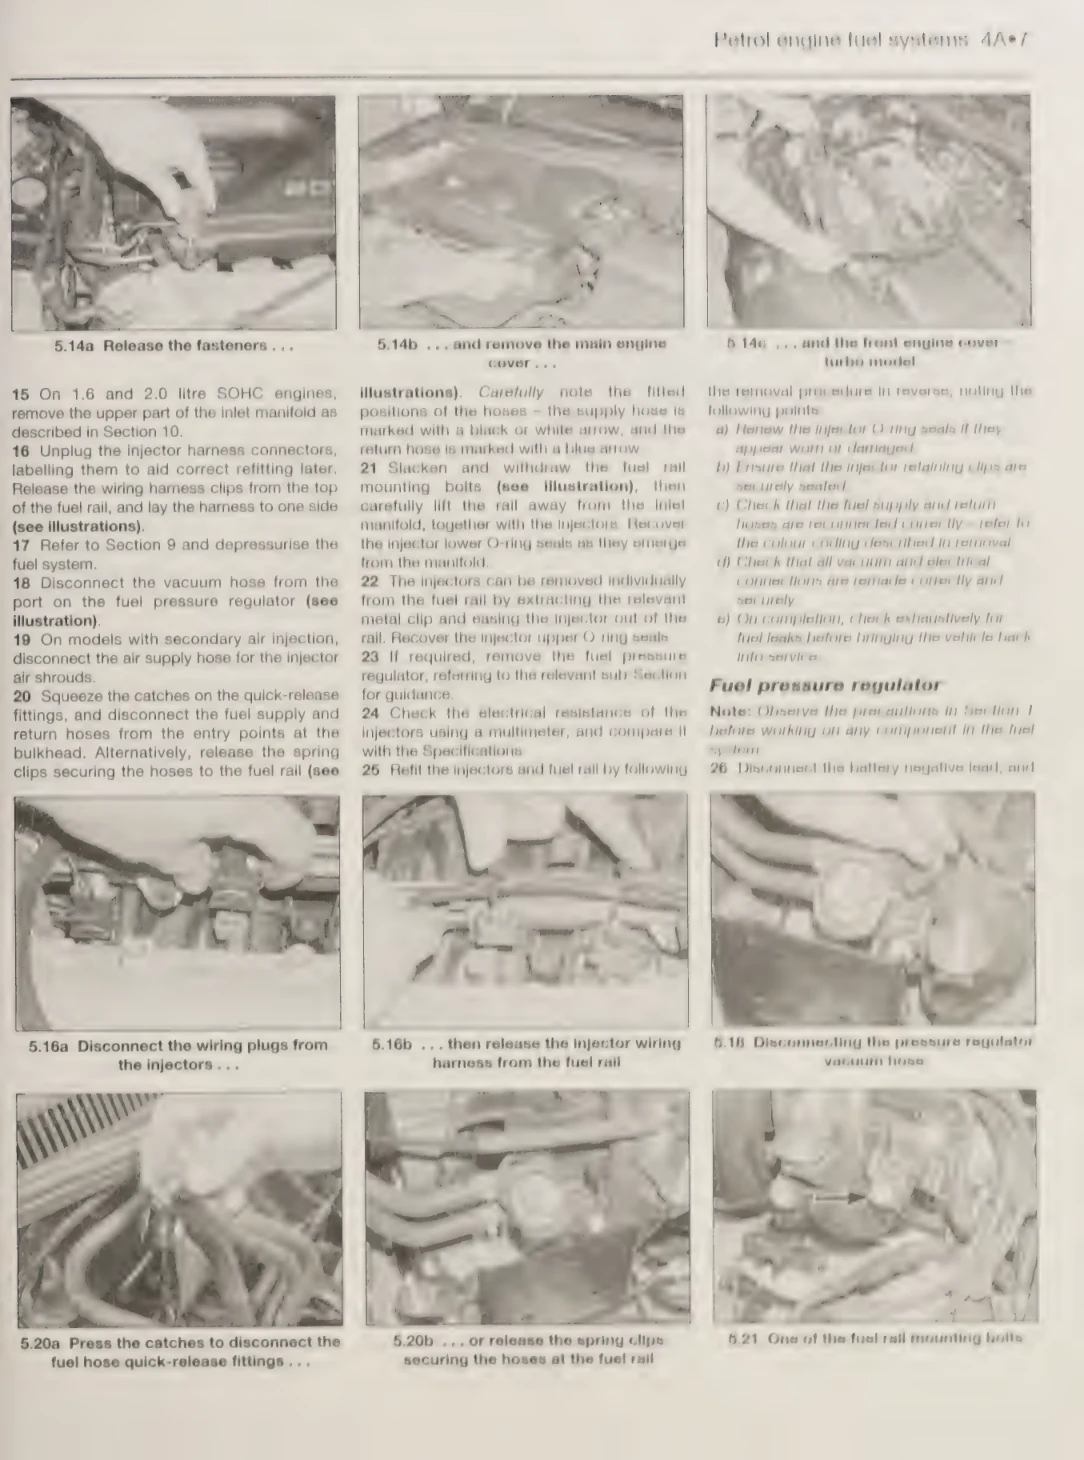 Petrol engine fuel systems 4A•7
5.14a Release the fasteners . . .
5.14b . . . and remove the main engine
cover . . .
5.14c . . . and the front engine cover –
turbo model
15 On 1.6 and 2.0 litre SOHC engines,
remove the upper part of the inlet manifold as
described in Section 10.
16 Unplug the injector harness connectors,
labelling them to aid correct refitting later.
Release the wiring harness clips from the top
of the fuel rail, and lay the harness to one side
(see illustrations).
17 Refer to Section 9 and depressurise the
fuel system.
18 Disconnect the vacuum hose from the
port on the fuel pressure regulator (see
illustration).
19 On models with secondary air injection,
disconnect the air supply hose for the injector
air shrouds.
20 Squeeze the catches on the quick-release
fittings, and disconnect the fuel supply and
return hoses from the entry points at the
bulkhead. Alternatively, release the spring
clips securing the hoses to the fuel rail (see
illustrations). Carefully note the fitted
positions of the hoses – the supply hose is
marked with a black or white arrow, and the
return hose is marked with a blue arrow.
21 Slacken and withdraw the fuel rail
mounting bolts (see illustration), then
carefully lift the rail away from the inlet
manifold, together with the injectors. Recover
the injector lower O-ring seals as they emerge
from the manifold.
22 The injectors can be removed individually
from the fuel rail by extracting the relevant
metal clip and easing the injector out of the
rail. Recover the injector upper O-ring seals.
23 If required, remove the fuel pressure
regulator, referring to the relevant sub-Section
for guidance.
24 Check the electrical resistance of the
injectors using a multimeter, and compare it
with the Specifications.
25 Refit the injectors and fuel rail by following
the removal procedure in reverse, noting the
following points:
a) Renew the injector O-ring seals if they
appear worn or damaged.
b) Ensure that the injector retaining clips are
securely seated.
c) Check that the fuel supply and return
hoses are reconnected correctly – refer to
the colour coding described in removal.
d) Check that all vacuum and electrical
connections are remade correctly and
securely.
e) On completion, check exhaustively for
fuel leaks before bringing the vehicle back
into service.
Fuel pressure regulator
Note: Observe the precautions in Section 1
before working on any component in the fuel
system.
26 Disconnect the battery negative lead, and
5.16a Disconnect the wiring plugs from
the injectors . . .
5.16b . . . then release the injector wiring
harness from the fuel rail
5.18 Disconnecting the pressure regulator
vacuum hose
5.20a Press the catches to disconnect the
fuel hose quick-release fittings . . .
5.20b . . . or release the spring clips
securing the hoses at the fuel rail
5.21 One of the fuel rail mounting bolts